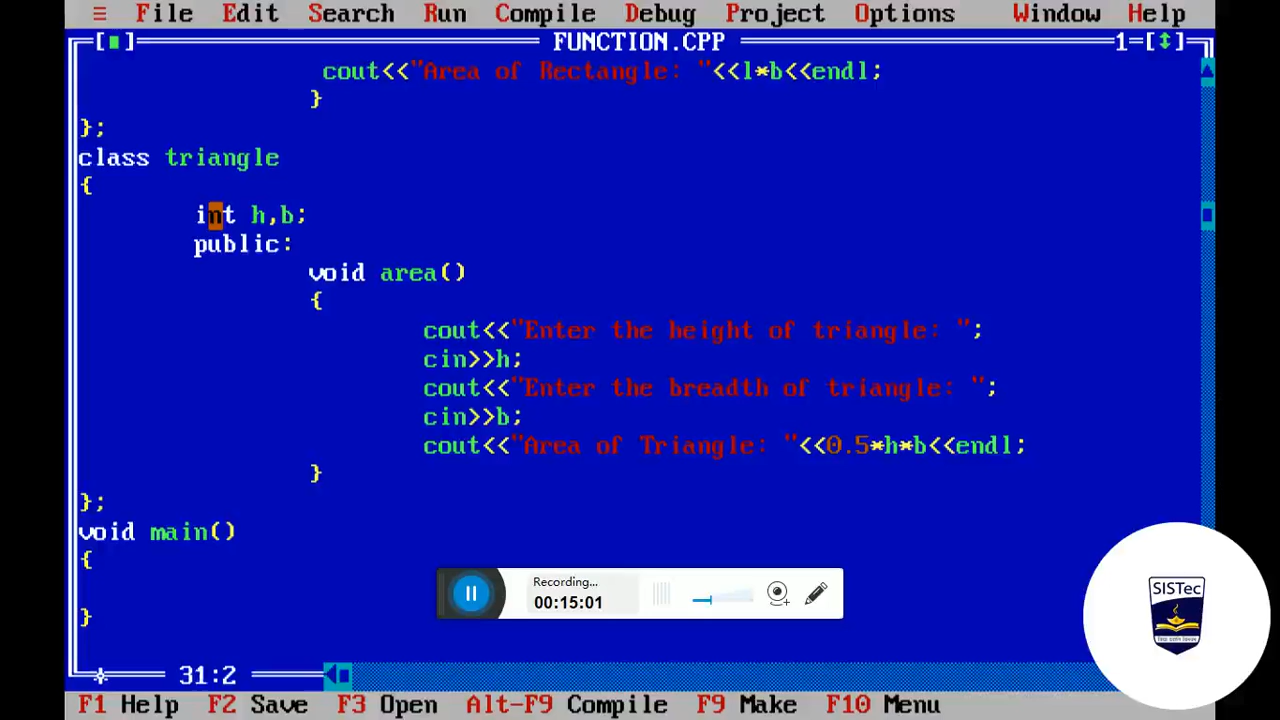 ≡ File Edit Search Run Compile Debug Project Options Window Help
[■] FUNCTION.CPP 1=[↕]
cout<<"Area of Rectangle: "<<l*b<<endl;
}
};
class triangle
{
int h,b;
public:
void area()
{
cout<<"Enter the height of triangle: ";
cin>>h;
cout<<"Enter the breadth of triangle: ";
cin>>b;
cout<<"Area of Triangle: "<<0.5*h*b<<endl;
}
};
void main()
{
Recording...
00:15:01
}
SISTec
31:2
F1 Help F2 Save F3 Open Alt-F9 Compile F9 Make F10 Menu